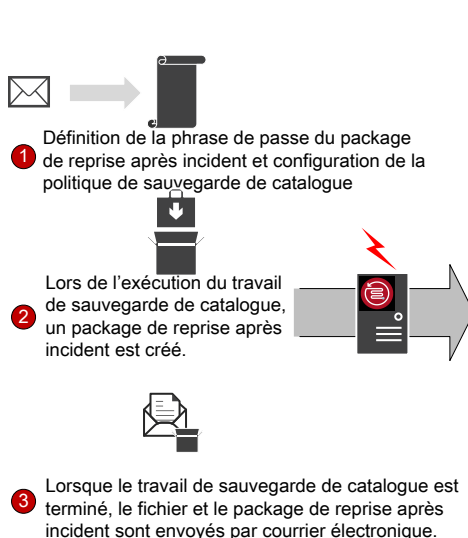 Définition de la phrase de passe du package
1 de reprise après incident et configuration de la
politique de sauvegarde de catalogue
Lors de l'exécution du travail
de sauvegarde de catalogue,
2 un package de reprise après
incident est créé.
Lorsque le travail de sauvegarde de catalogue est
3 terminé, le fichier et le package de reprise après
incident sont envoyés par courrier électronique.